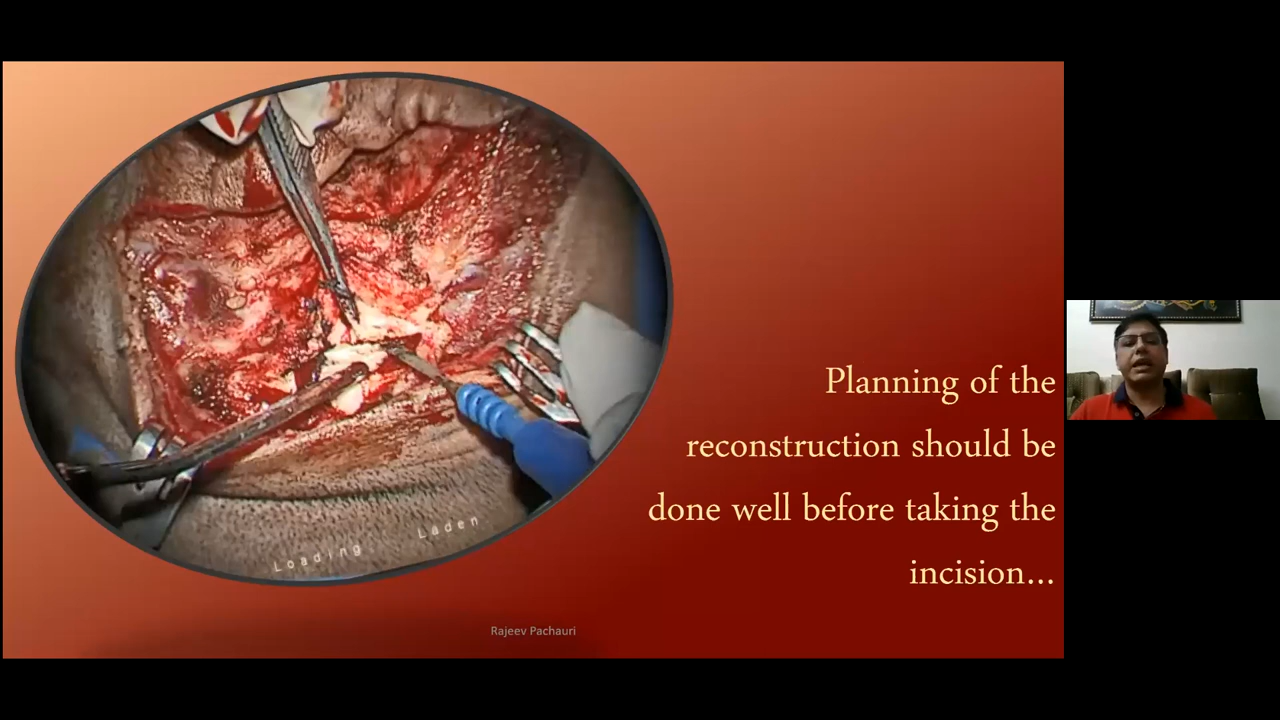 Planning of the
reconstruction should be
done well before taking the
incision...
Loading. Laden
Rajeev Pachauri